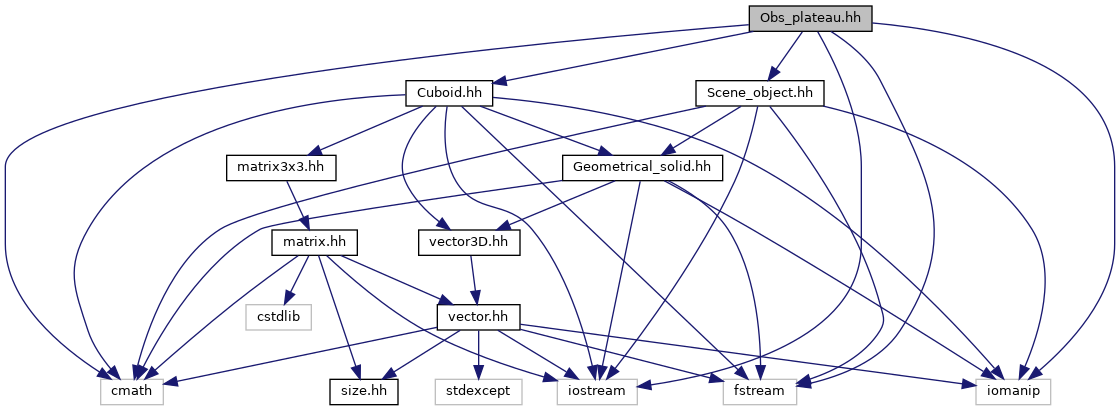 Obs_plateau.hh
Cuboid.hh
Scene_object.hh
matrix3x3.hh
Geometrical_solid.hh
matrix.hh
vector3D.hh
cstdlib
vector.hh
cmath
size.hh
stdexcept
iostream
fstream
iomanip